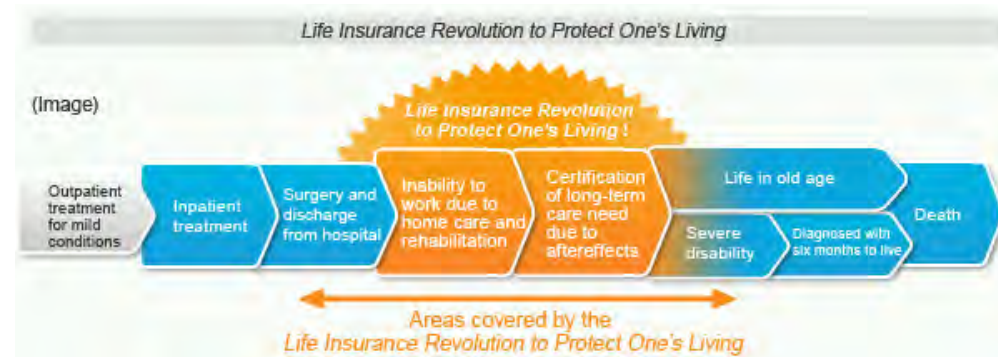 Life Insurance Revolution to Protect One's Living
(Image)
Life Insurance Revolution
to Protect One's Living !
Outpatient
treatment
for mild
conditions
Inpatient
treatment
Surgery and
discharge
from hospital
Inability to
work due to
home care and
rehabilitation
Certification
of long-term
care need
due to
aftereffects
Life in old age
Severe
disability
Diagnosed with
six months to live
Death
Areas covered by the
Life Insurance Revolution to Protect One's Living